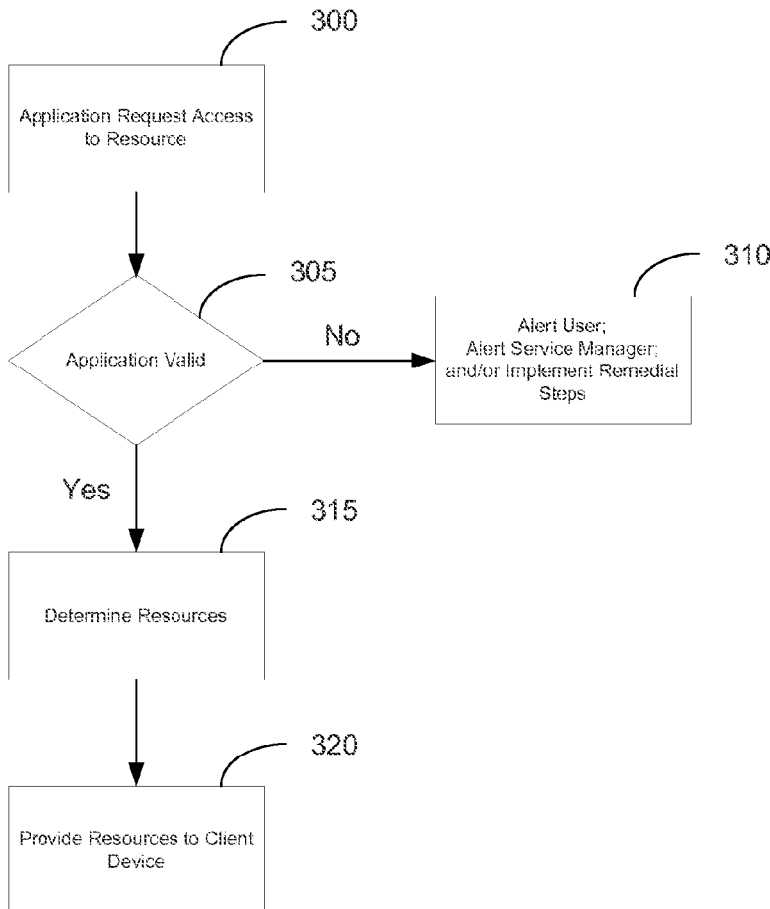 300
Application Request Access
to Resource
305
310
Application Valid
No
Alert User;
Alert Service Manager;
and/or Implement Remedial
Steps
Yes
315
Determine Resources
320
Provide Resources to Client
Device